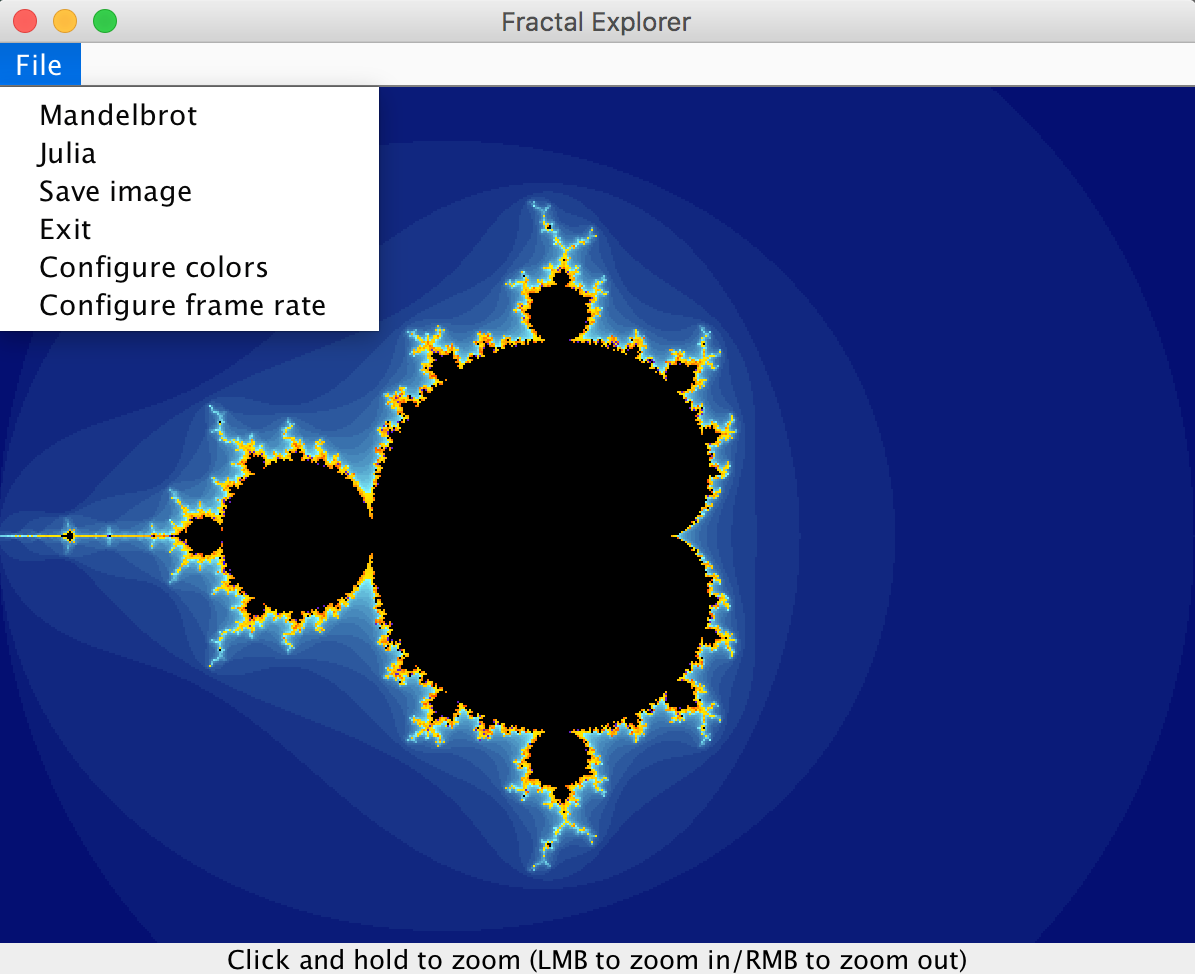 Fractal Explorer
File
Mandelbrot
Julia
Save image
Exit
Configure colors
Configure frame rate
Click and hold to zoom (LMB to zoom in/RMB to zoom out)